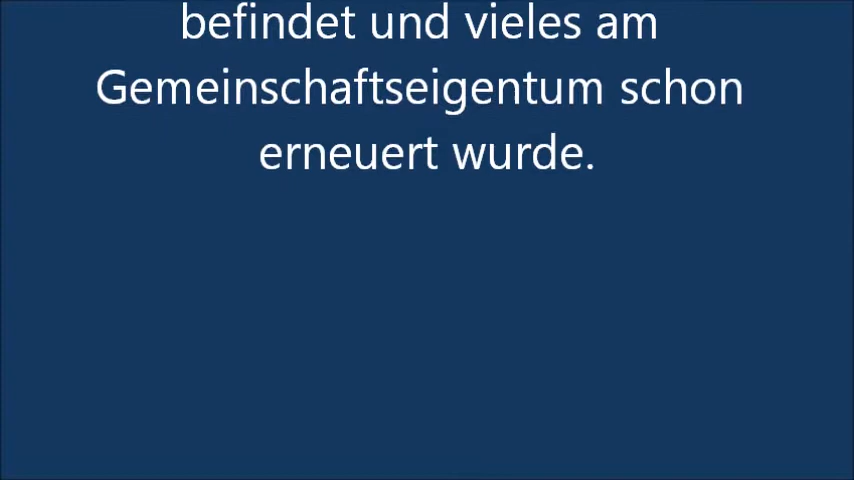 befindet und vieles am
Gemeinschaftseigentum schon
erneuert wurde.